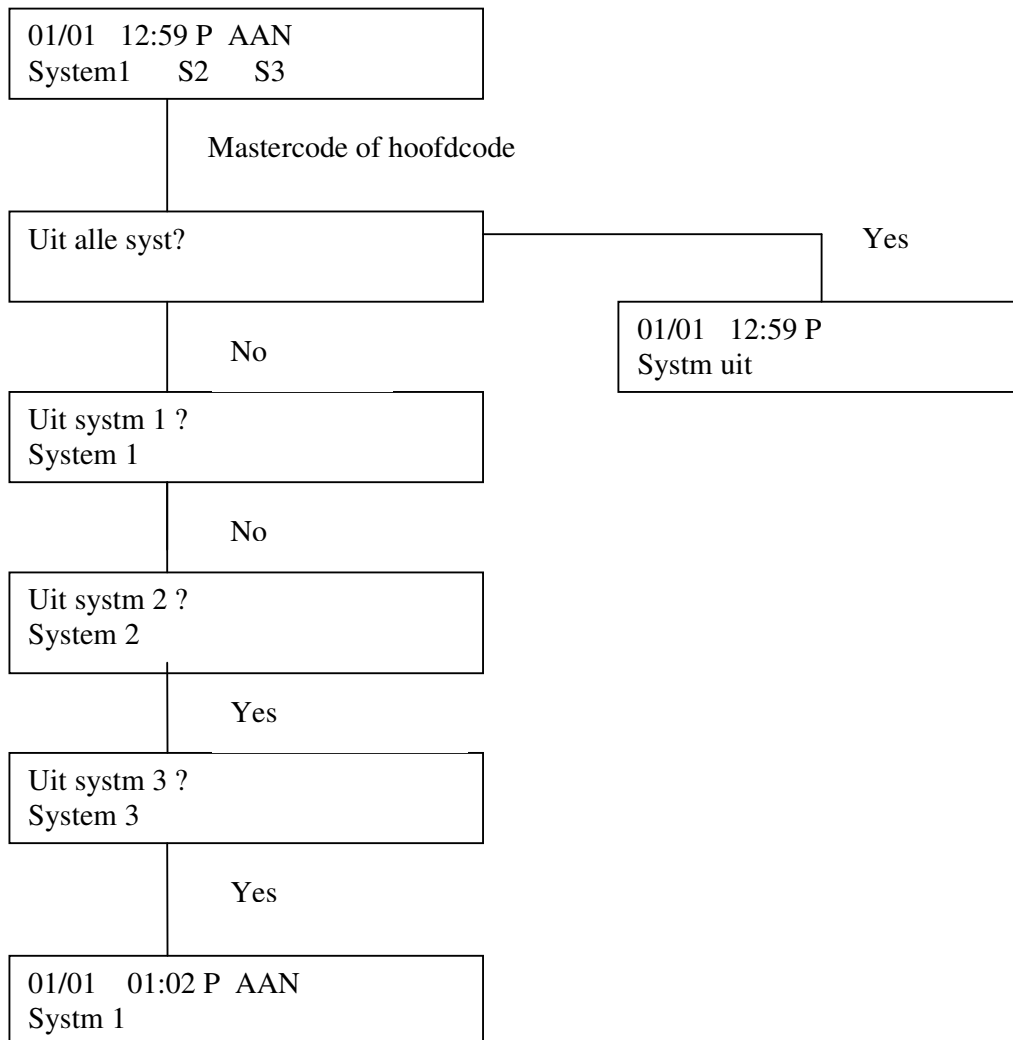 01/01 12:59 P AAN
System1 S2 S3
Mastercode of hoofdcode
Uit alle syst?
Yes
01/01 12:59 P
Systm uit
No
Uit systm 1 ?
System 1
No
Uit systm 2 ?
System 2
Yes
Uit systm 3 ?
System 3
Yes
01/01 01:02 P AAN
Systm 1